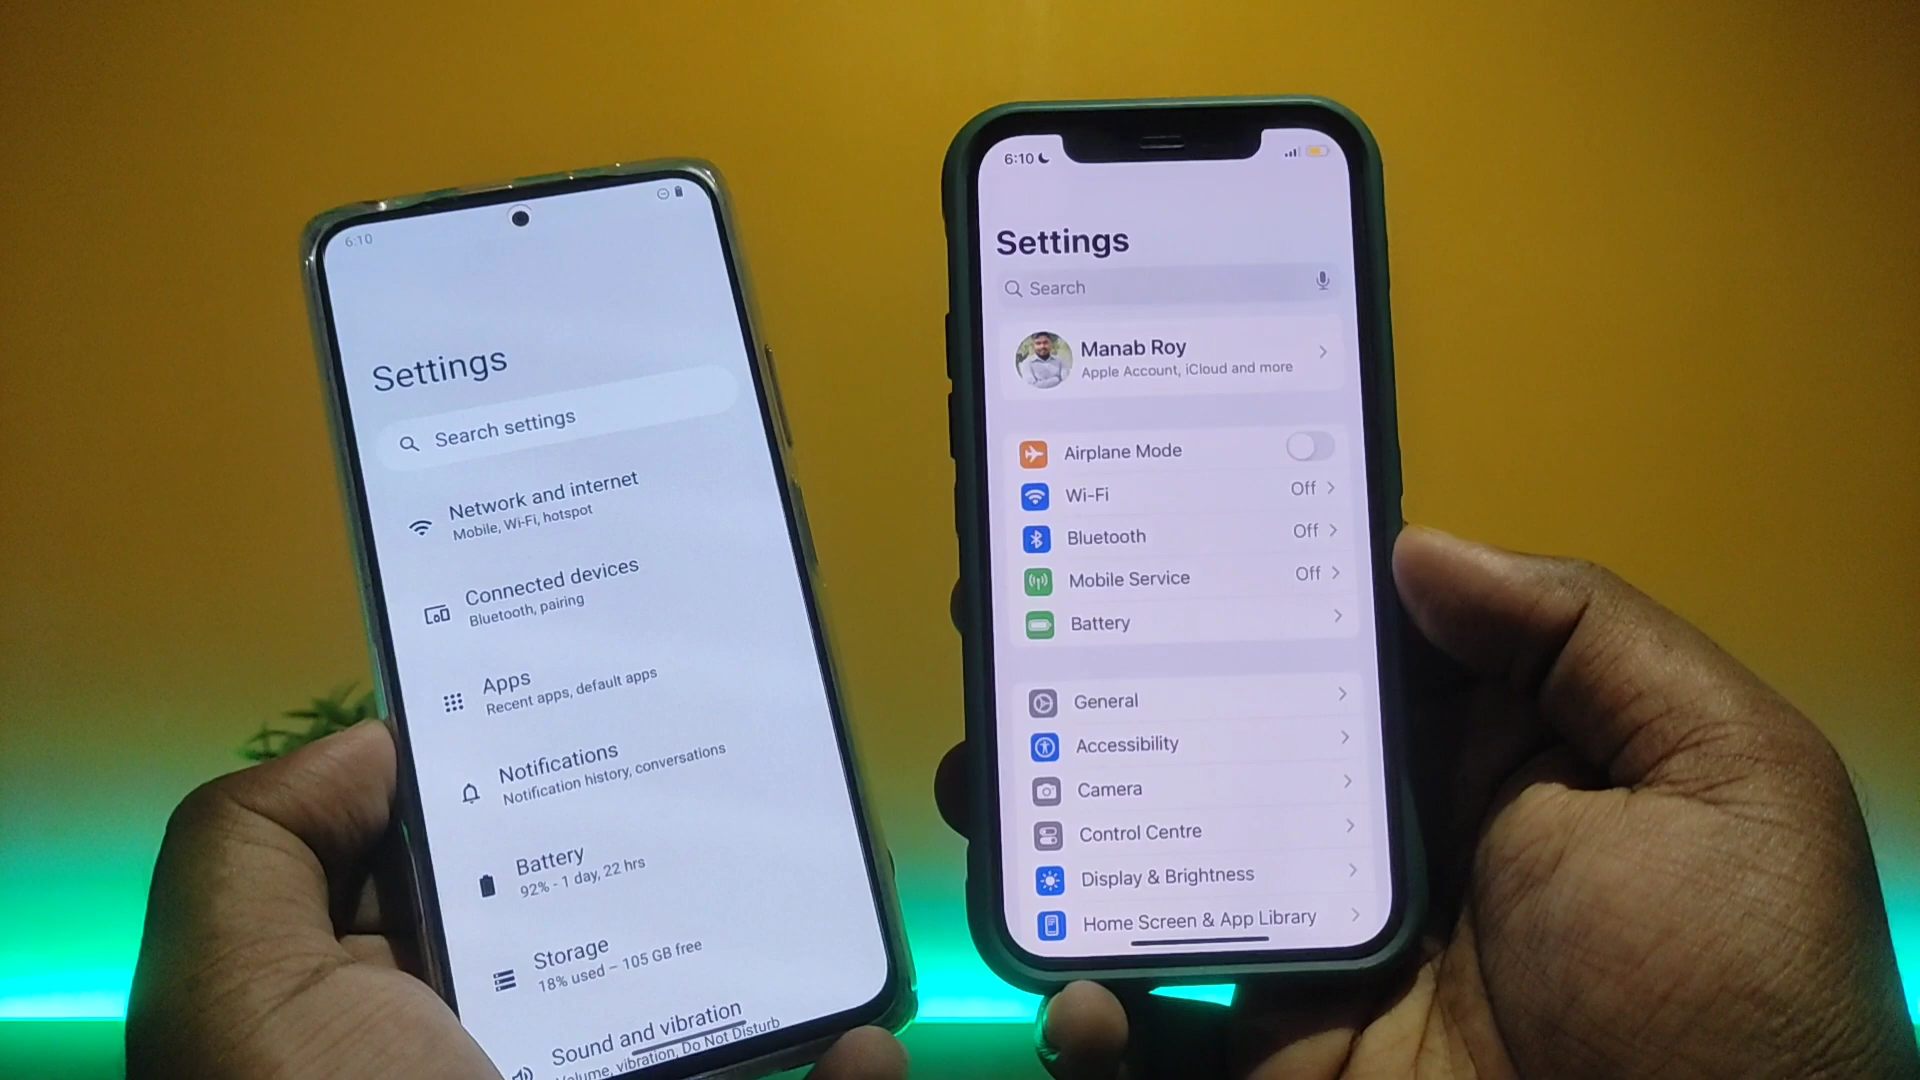 6:10
Settings
Search settings
Network and internet
Mobile, Wi-Fi, hotspot
Connected devices
Bluetooth, pairing
Apps
Recent apps, default apps
Notifications
Notification history, conversations
Battery
92% - 1 day, 22 hrs
Storage
18% used – 105 GB free
Sound and vibration
Volume, vibration, Do Not Disturb
6:10
Settings
Search
Manab Roy
Apple Account, iCloud and more
Airplane Mode
Wi-Fi Off
Bluetooth Off
Mobile Service Off
Battery
General
Accessibility
Camera
Control Centre
Display & Brightness
Home Screen & App Library